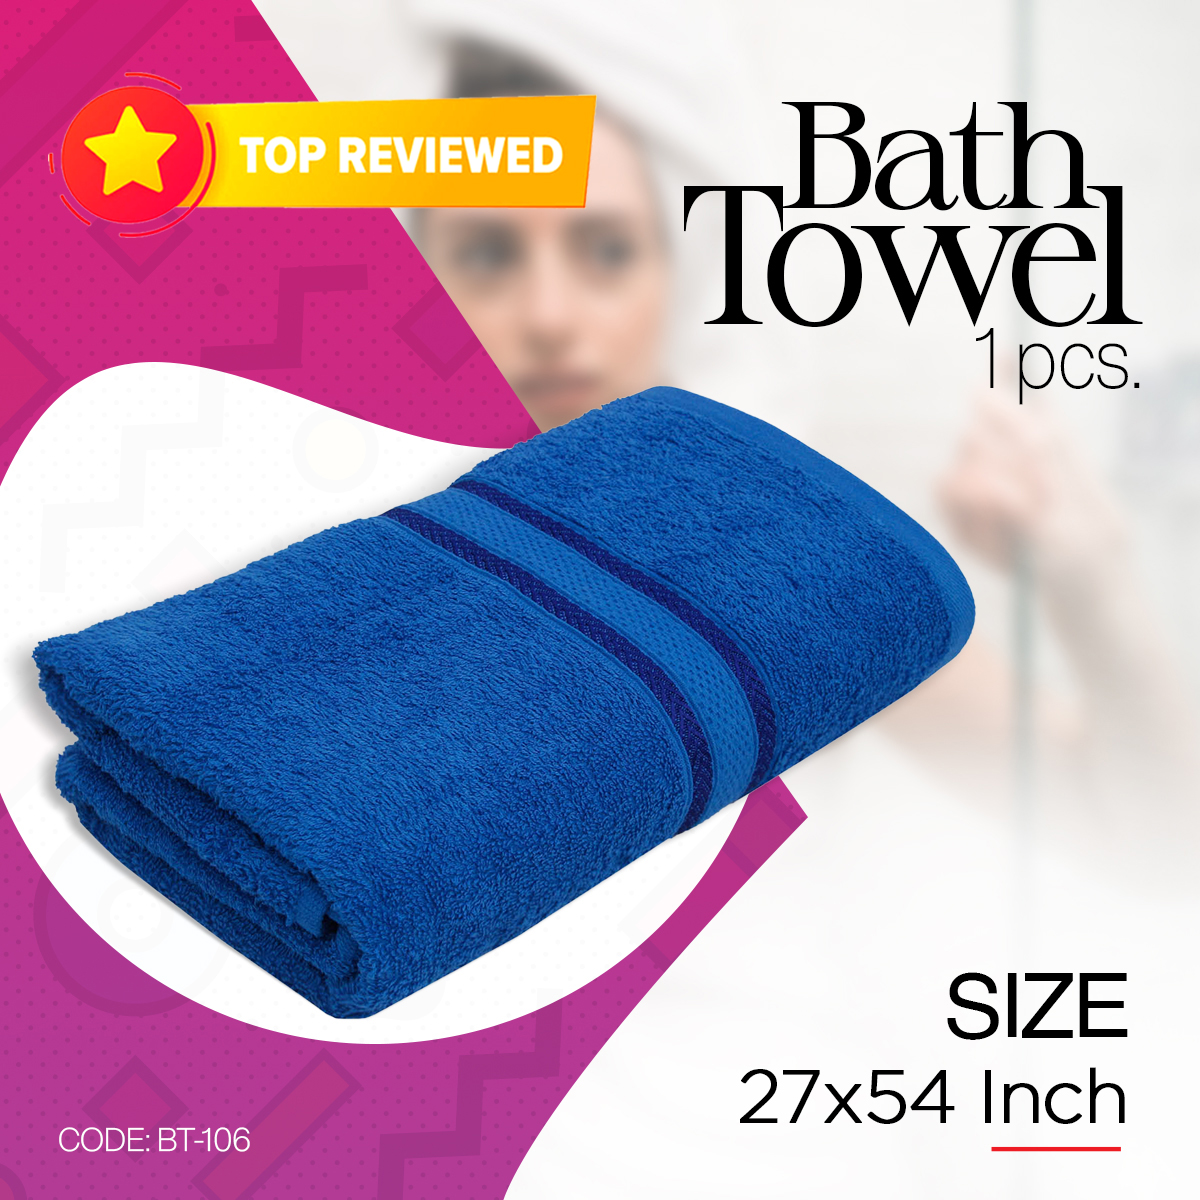 TOP REVIEWED
Bath
Towel
1 pcs.
SIZE
27x54 Inch
CODE: BT-106